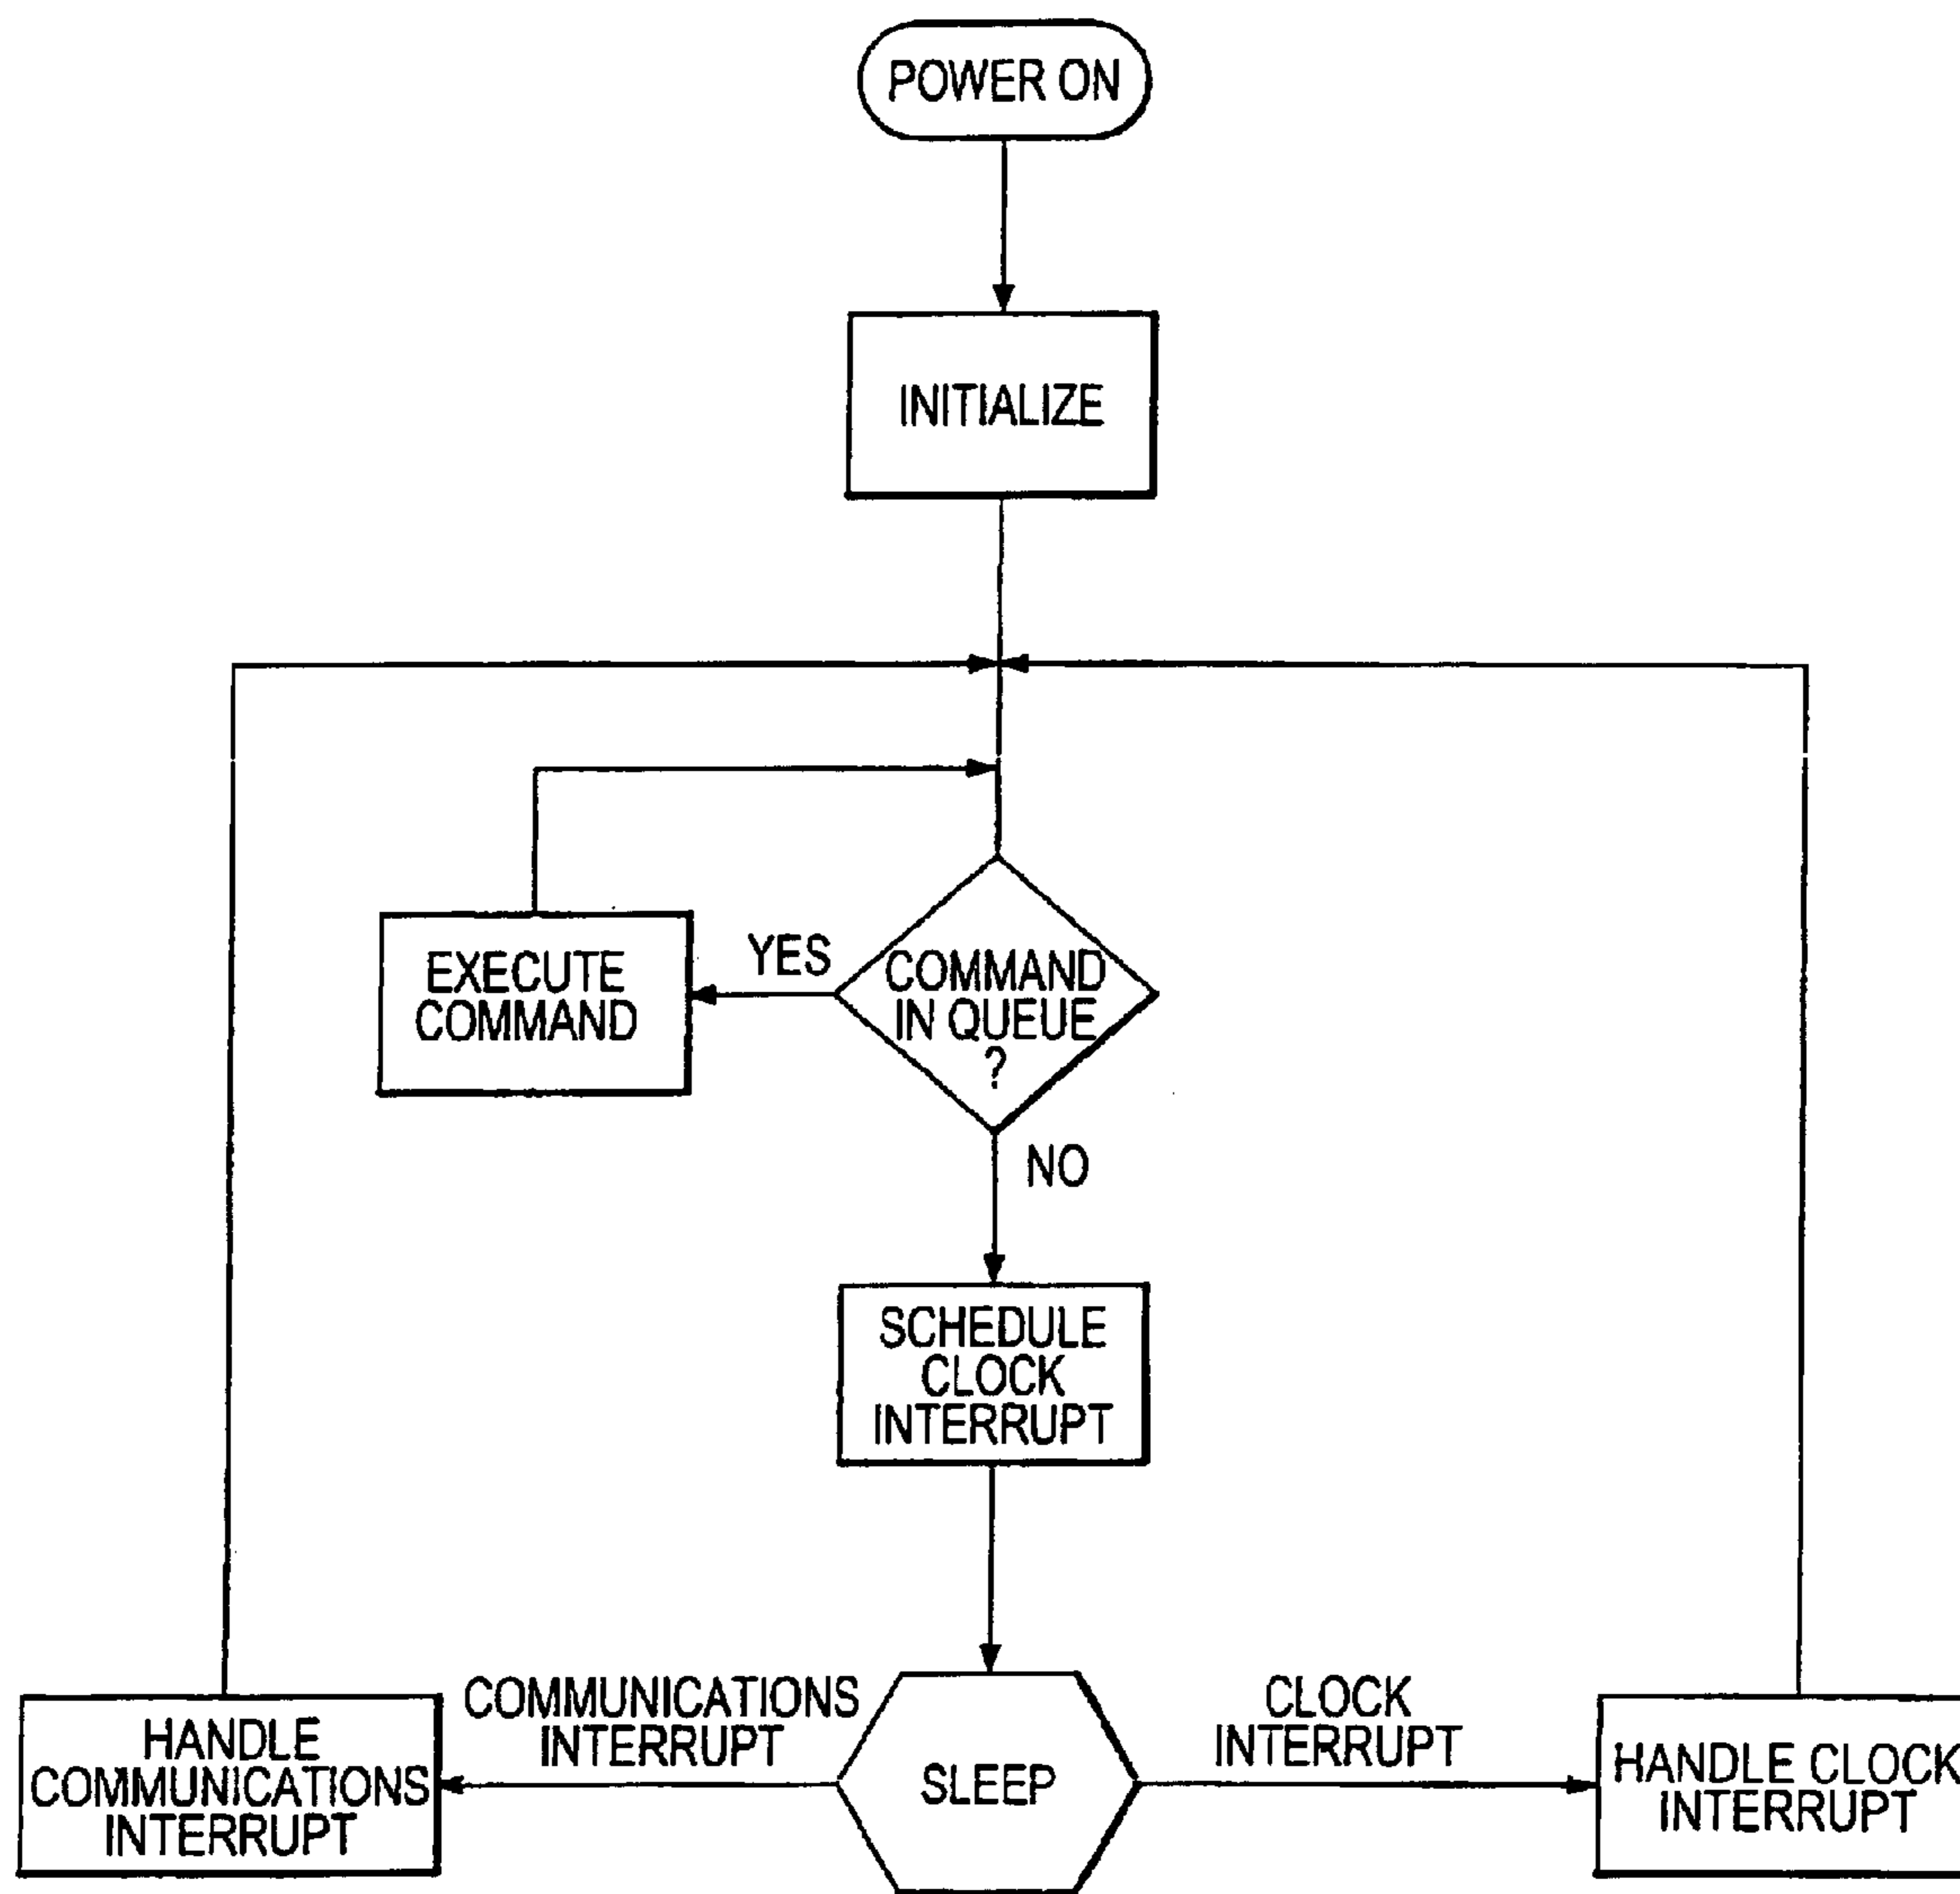 POWER ON
INITIALIZE
EXECUTE
COMMAND
YES
COMMAND
IN QUEUE
?
NO
SCHEDULE
CLOCK
INTERRUPT
HANDLE
COMMUNICATIONS
INTERRUPT
COMMUNICATIONS
INTERRUPT
SLEEP
CLOCK
INTERRUPT
HANDLE CLOCK
INTERRUPT